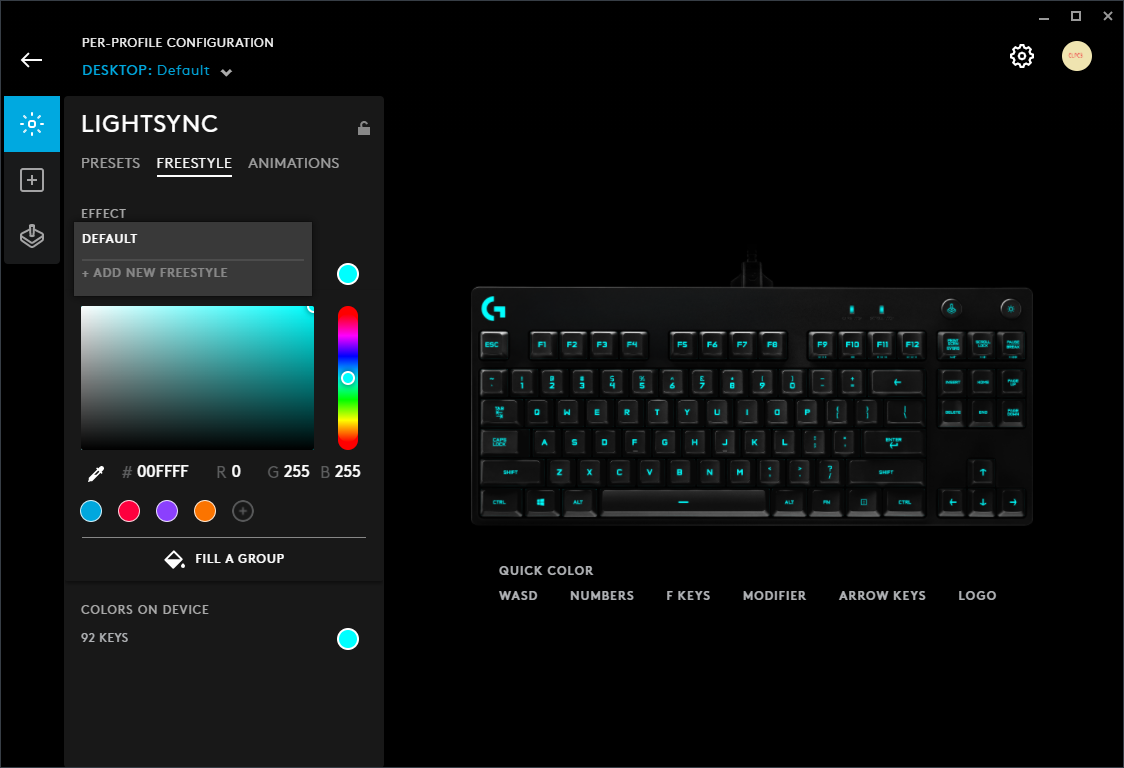 PER-PROFILE CONFIGURATION
DESKTOP: Default
LIGHTSYNC
PRESETS FREESTYLE ANIMATIONS
EFFECT
DEFAULT
+ ADD NEW FREESTYLE
# 00FFFF R 0 G 255 B 255
FILL A GROUP
COLORS ON DEVICE
92 KEYS
G
ESC F1 F2 F3 F4 F5 F6 F7 F8 F9 F10 F11 F12 SCROLL LOCK PAUSE BREAK
1 2 3 4 5 6 7 8 9 0 - + ← INSERT HOME PAGE UP
TAB Q W E R T Y U I O P { } \ DELETE END PAGE DOWN
CAPS LOCK A S D F G H J K L ENTER
SHIFT Z X C V B N M < > ? / SHIFT ↑
CTRL ALT ALT FN CTRL ← ↓ →
QUICK COLOR
WASD NUMBERS F KEYS MODIFIER ARROW KEYS LOGO